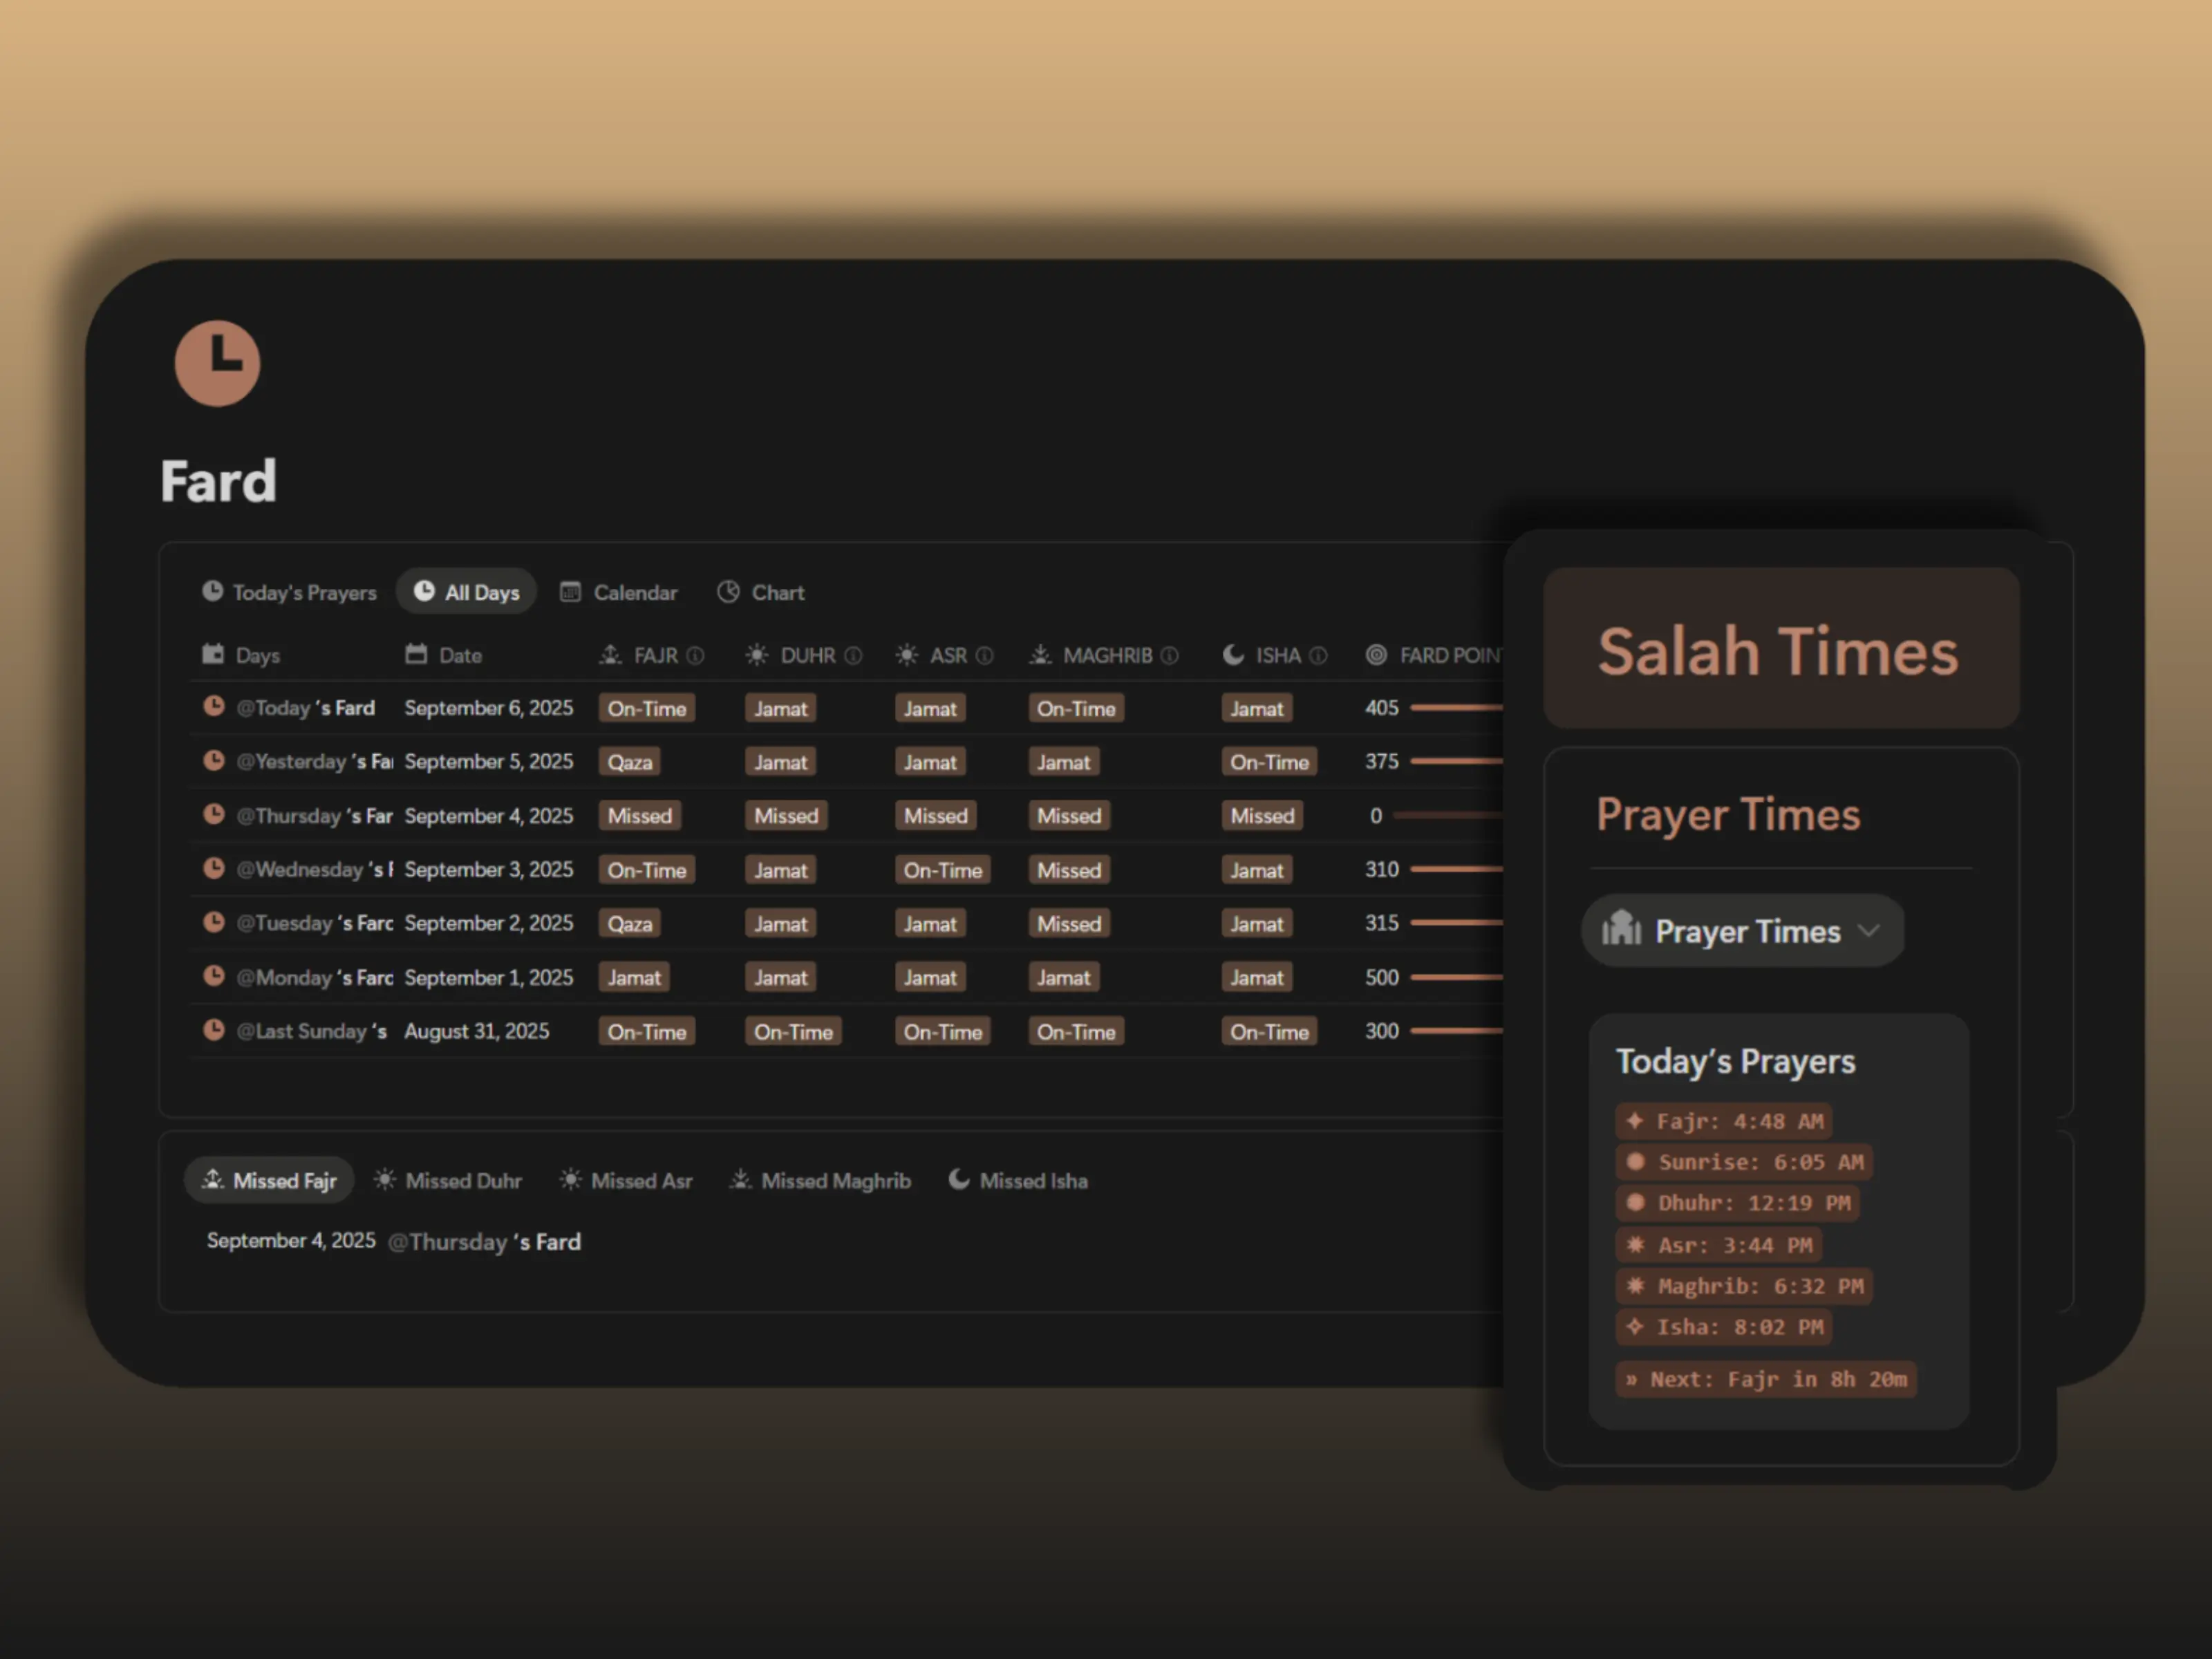 Fard
Today's Prayers All Days Calendar Chart
Days Date FAJR DUHR ASR MAGHRIB ISHA FARD POINT
@Today 's Fard September 6, 2025 On-Time Jamat Jamat On-Time Jamat 405
@Yesterday 's Far September 5, 2025 Qaza Jamat Jamat Jamat On-Time 375
@Thursday 's Far September 4, 2025 Missed Missed Missed Missed Missed 0
@Wednesday 's F September 3, 2025 On-Time Jamat On-Time Missed Jamat 310
@Tuesday 's Farc September 2, 2025 Qaza Jamat Jamat Missed Jamat 315
@Monday 's Farc September 1, 2025 Jamat Jamat Jamat Jamat Jamat 500
@Last Sunday 's August 31, 2025 On-Time On-Time On-Time On-Time On-Time 300
Missed Fajr Missed Duhr Missed Asr Missed Maghrib Missed Isha
September 4, 2025 @Thursday 's Fard
Salah Times
Prayer Times
Prayer Times
Today's Prayers
Fajr: 4:48 AM
Sunrise: 6:05 AM
Dhuhr: 12:19 PM
Asr: 3:44 PM
Maghrib: 6:32 PM
Isha: 8:02 PM
» Next: Fajr in 8h 20m